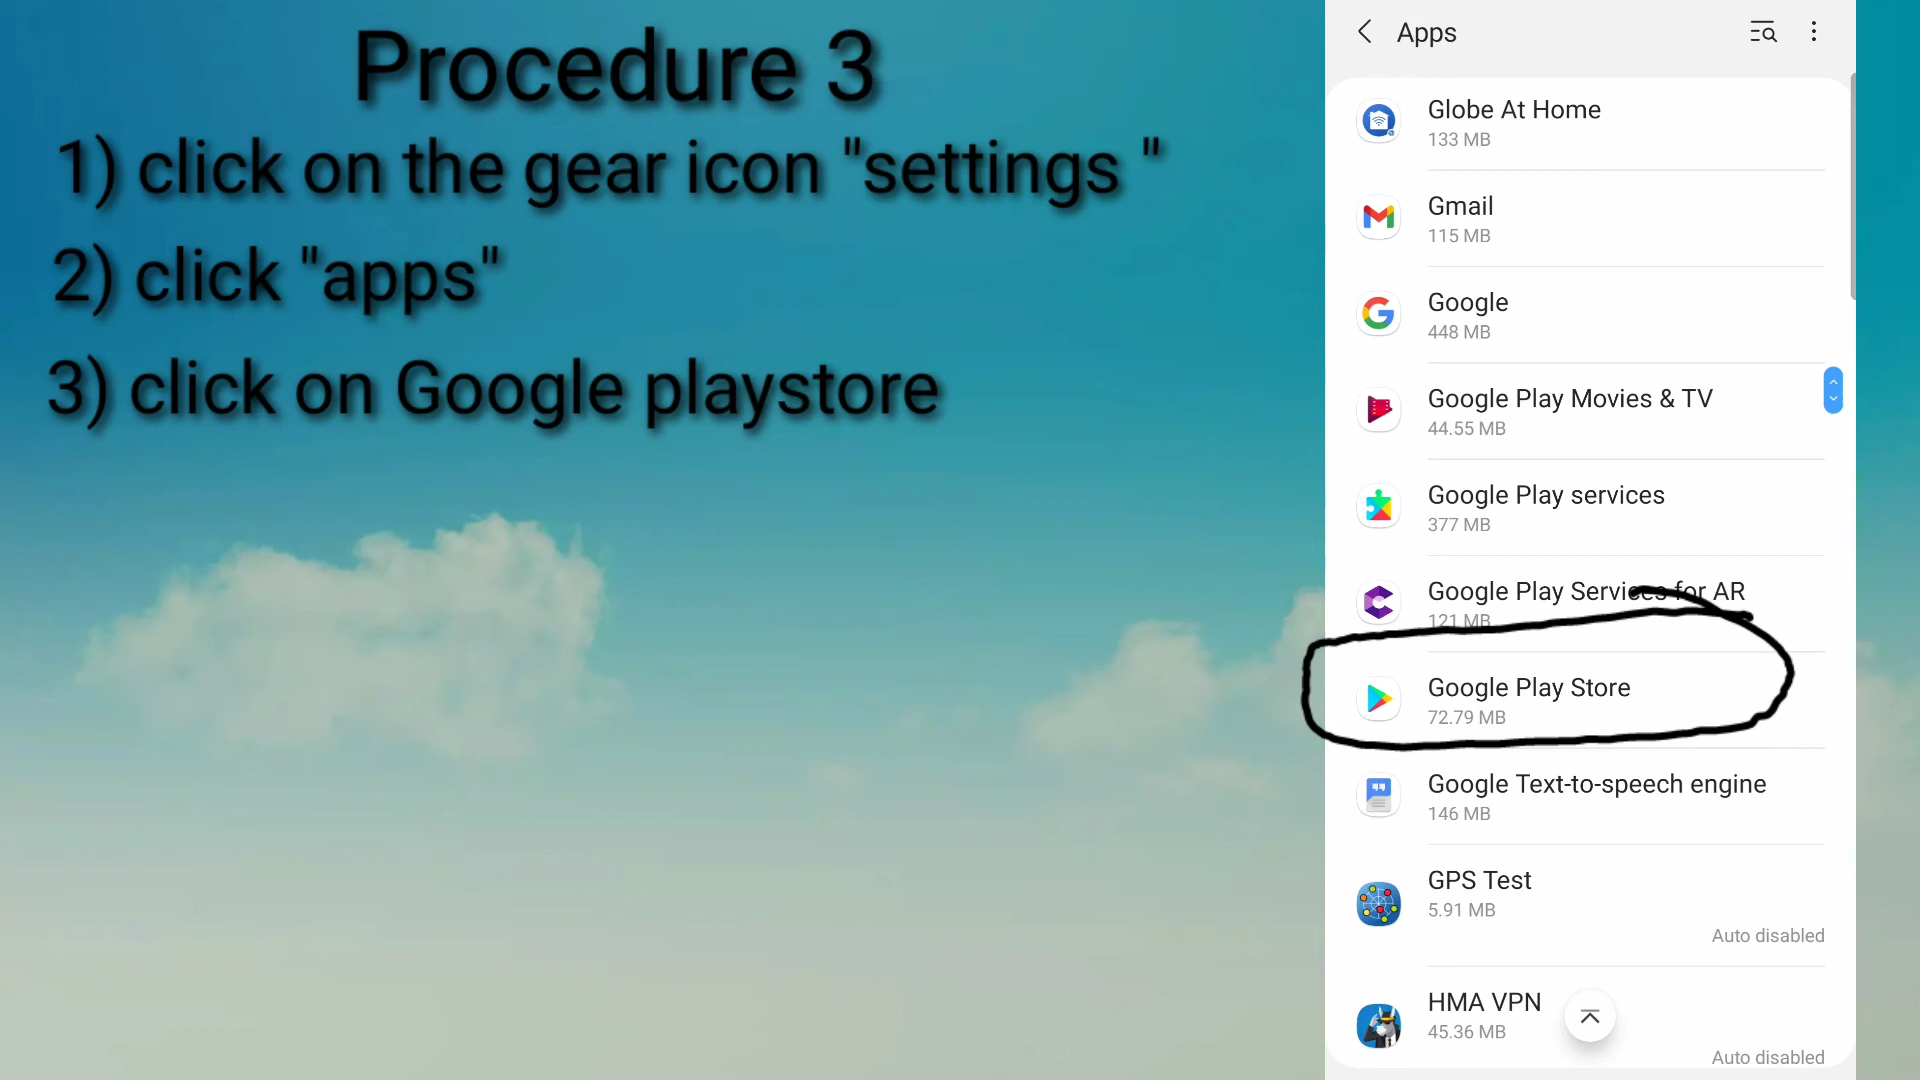 Procedure 3
1) click on the gear icon "settings "
2) click "apps"
3) click on Google playstore
Apps
Globe At Home
133 MB
Gmail
115 MB
Google
448 MB
Google Play Movies & TV
44.55 MB
Google Play services
377 MB
Google Play Services for AR
121 MB
Google Play Store
72.79 MB
Google Text-to-speech engine
146 MB
GPS Test
5.91 MB
Auto disabled
HMA VPN
45.36 MB
Auto disabled